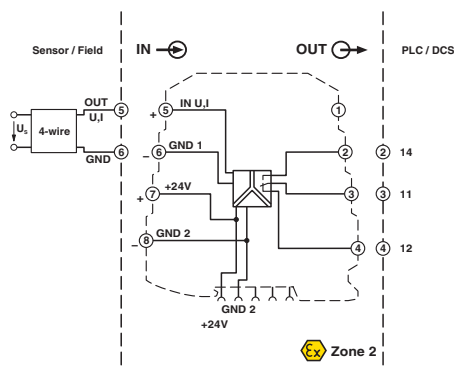 IN OUT
Sensor / Field PLC / DCS
OUT 5 + 5 IN U,I 1
U,I
Us 4-wire
GND 6 − 6 GND 1 2 2 14
+ 7 +24V 3 3 11
− 8 GND 2 4 4 12
GND 2
+24V
Ex Zone 2